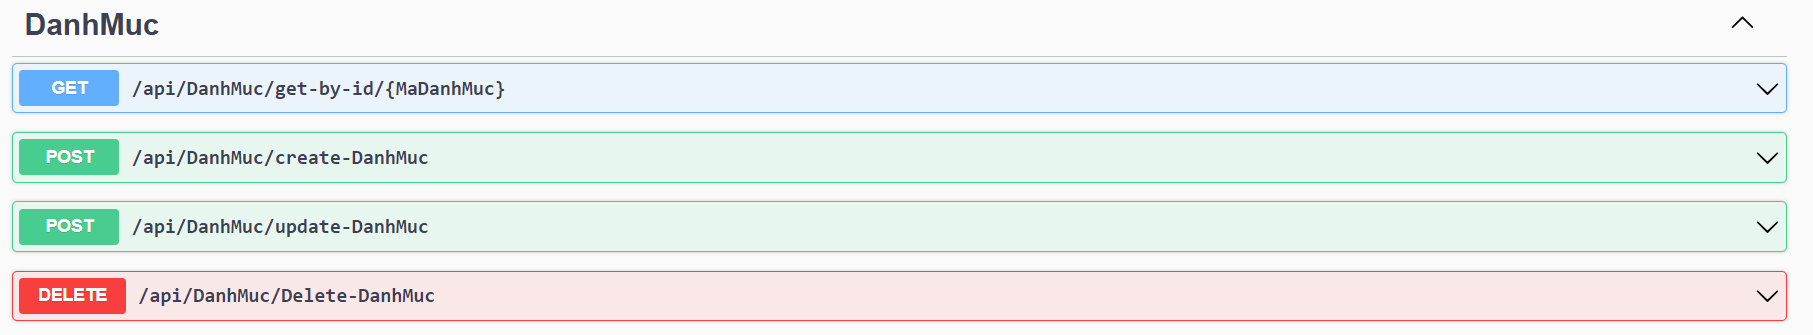 DanhMuc
GET /api/DanhMuc/get-by-id/{MaDanhMuc}
POST /api/DanhMuc/create-DanhMuc
POST /api/DanhMuc/update-DanhMuc
DELETE /api/DanhMuc/Delete-DanhMuc